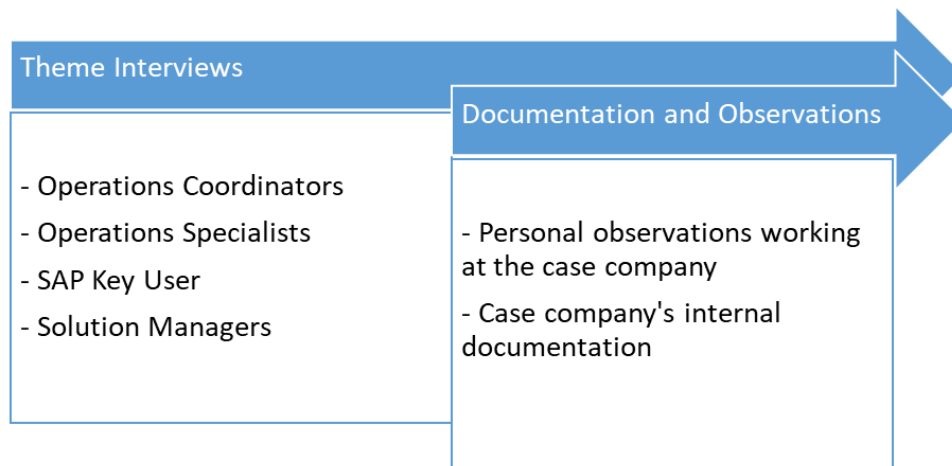 Theme Interviews
- Operations Coordinators
- Operations Specialists
- SAP Key User
- Solution Managers
Documentation and Observations
- Personal observations working
at the case company
- Case company's internal
documentation